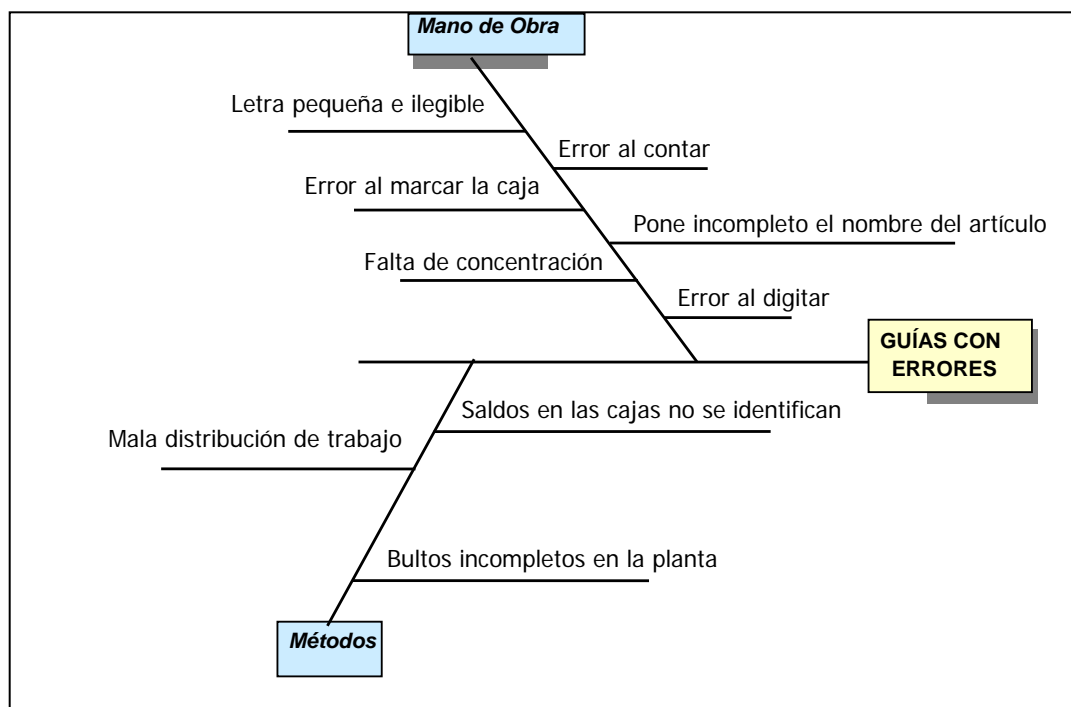 Mano de Obra
Letra pequeña e ilegible
Error al contar
Error al marcar la caja
Pone incompleto el nombre del artículo
Falta de concentración
Error al digitar
GUÍAS CON
ERRORES
Saldos en las cajas no se identifican
Mala distribución de trabajo
Bultos incompletos en la planta
Métodos